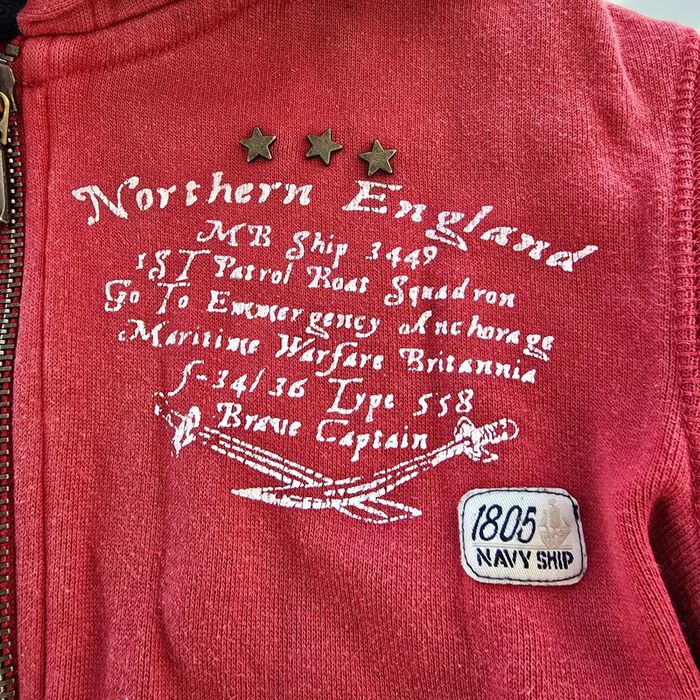 Northern England
MB Ship 3449
1ST Patrol Boat Squadron
Go To Emmergency Anchorage
Maritime Warfare Britannia
S-34/36 Type 558
Brave Captain
1805
NAVY SHIP